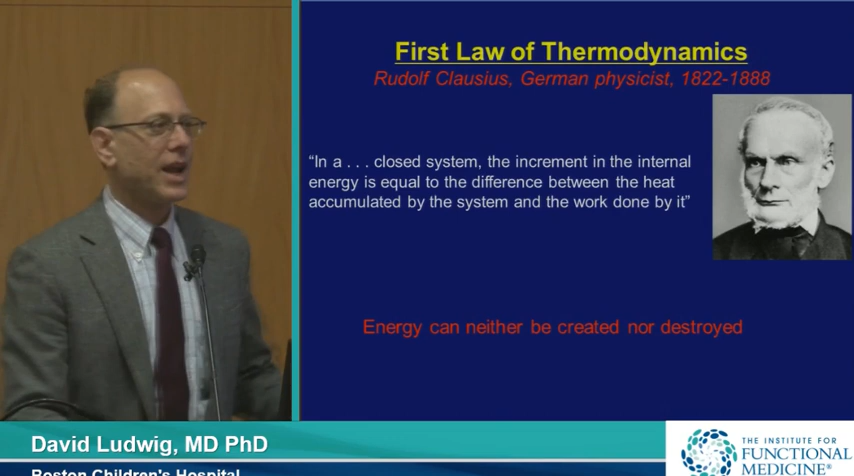 First Law of Thermodynamics
Rudolf Clausius, German physicist, 1822-1888
“In a . . . closed system, the increment in the internal
energy is equal to the difference between the heat
accumulated by the system and the work done by it”
Energy can neither be created nor destroyed
David Ludwig, MD PhD
Boston Children's Hospital
THE INSTITUTE FOR
FUNCTIONAL
MEDICINE®